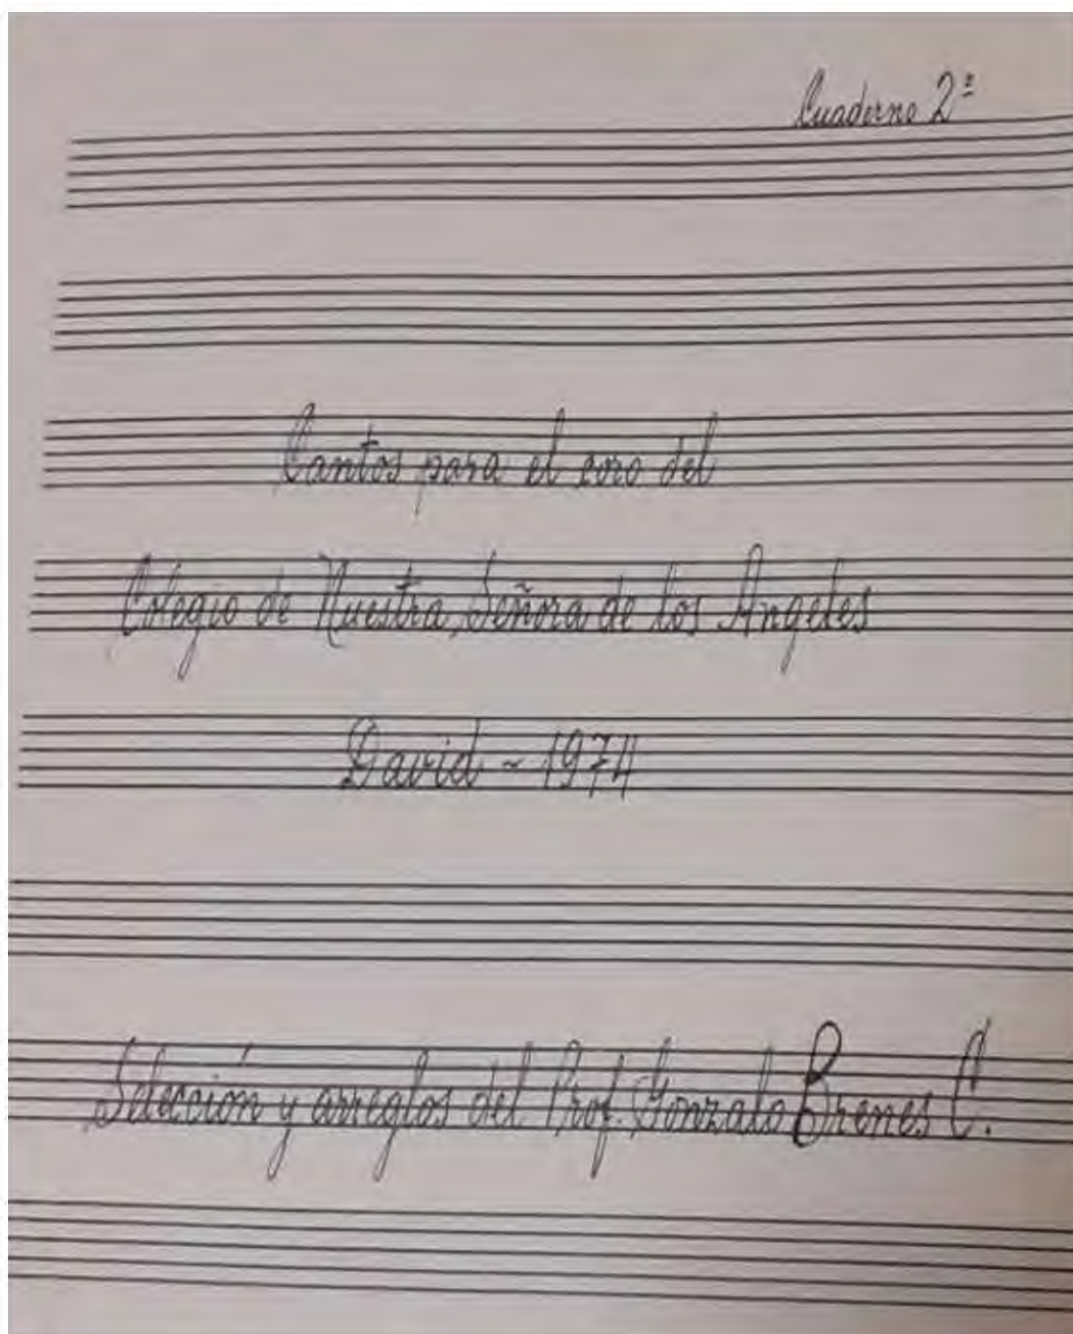 Cuaderno 2º
Cantos para el coro del
Colegio de Nuestra Señora de los Angeles
David ~ 1974
Selección y arreglos del Prof. Gonzalo Brenes C.